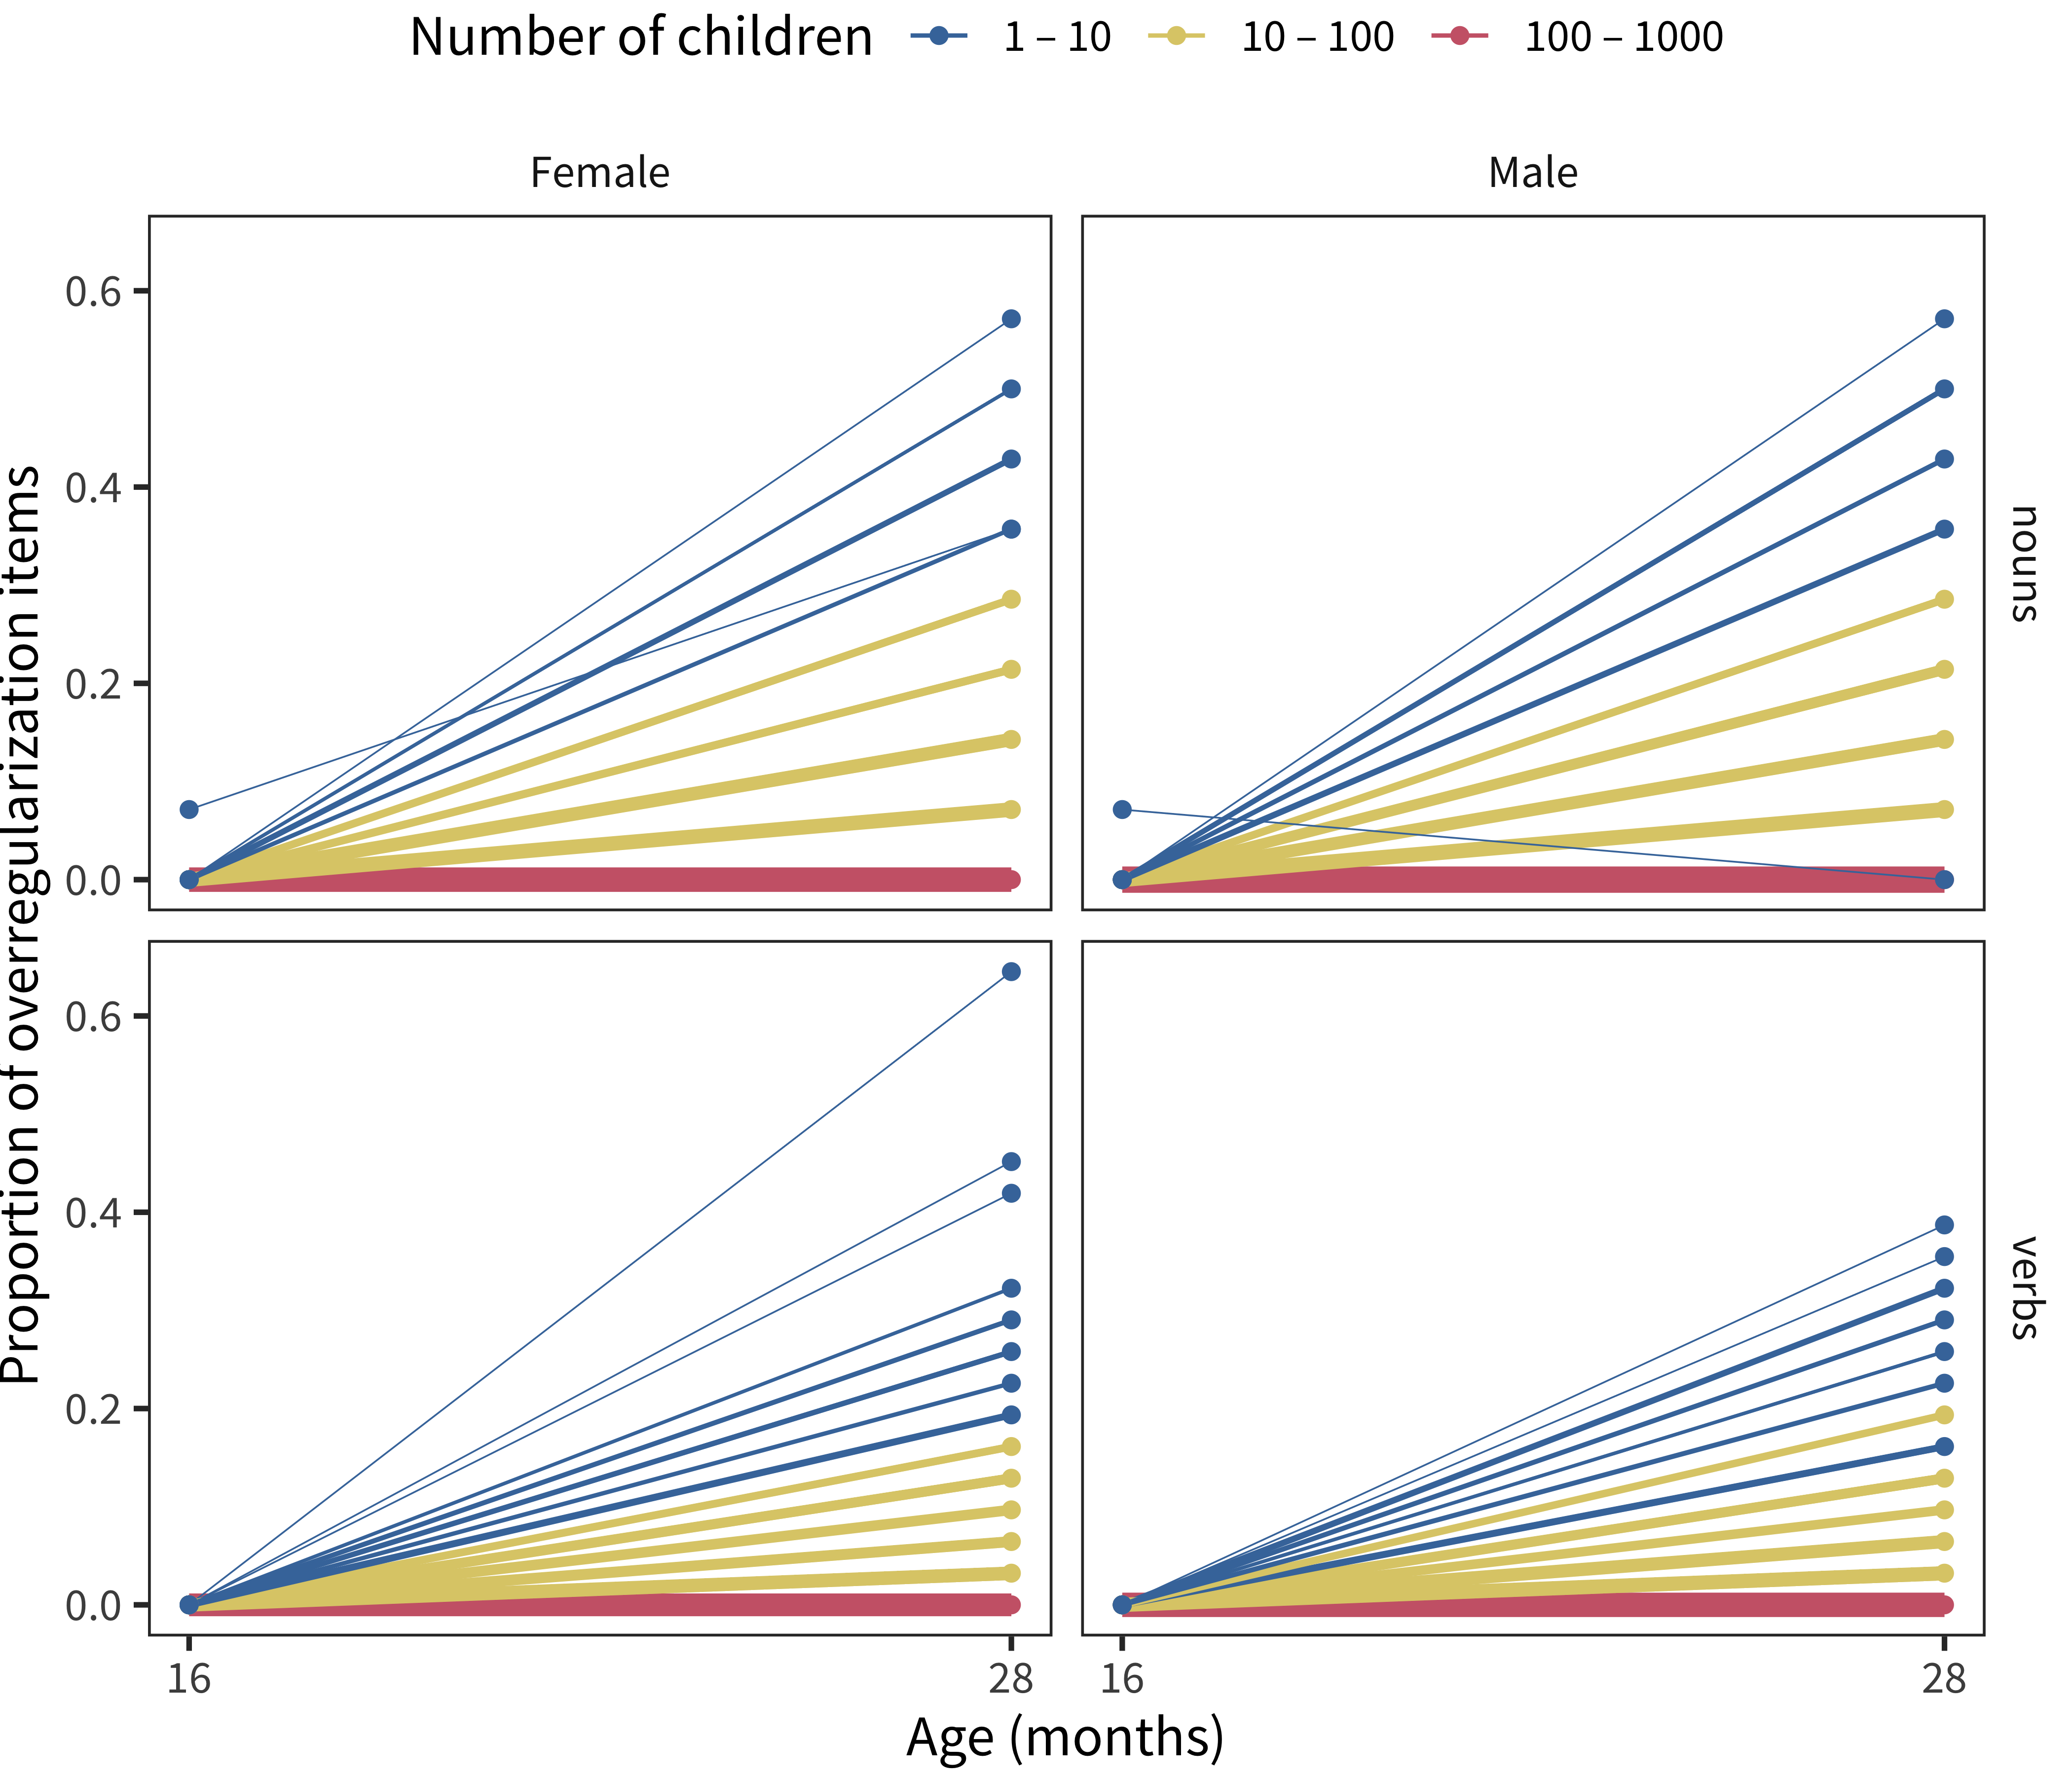 Number of children 1 – 10 10 – 100 100 – 1000
Female Male
Proportion of overregularization items
0.6
0.4
0.2
0.0
nouns
0.6
0.4
0.2
0.0
verbs
16 28 16 28
Age (months)